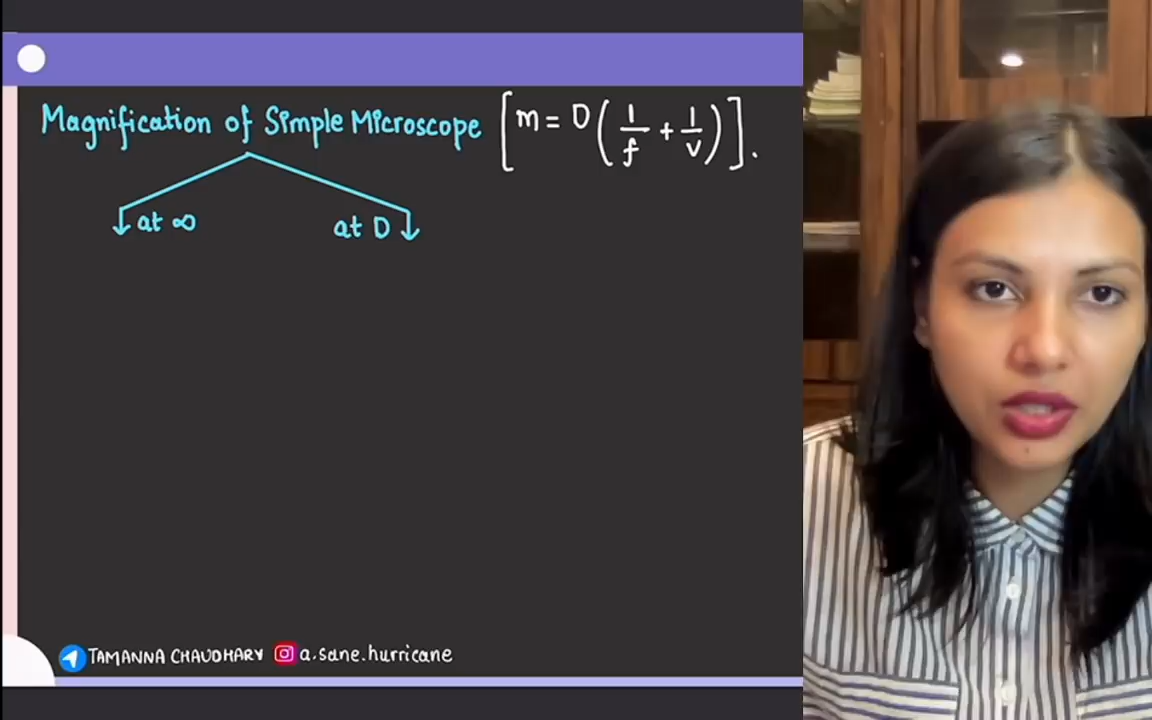 Magnification of Simple Microscope [m = D(1/f + 1/v)].
at ∞ at D
TAMANNA CHAUDHARY a.sane.hurricane